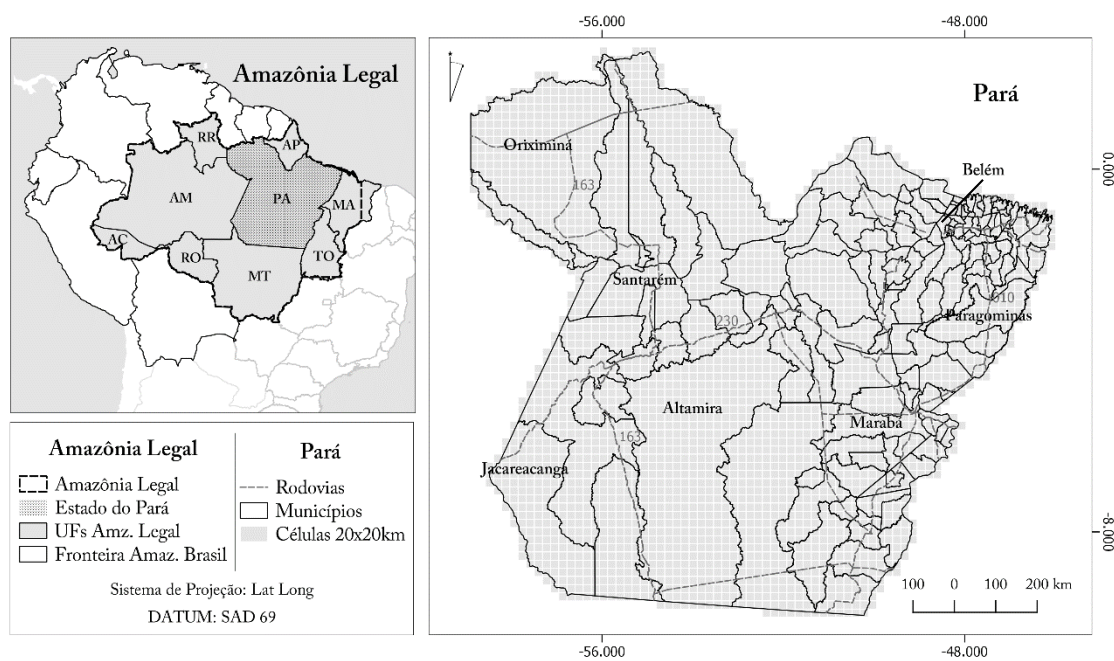 Amazônia Legal
RR
AP
AM
PA
MA
AC
RO
MT
TO
Amazônia Legal
Amazônia Legal
Estado do Pará
UFs Amz. Legal
Fronteira Amaz. Brasil
Pará
Rodovias
Municípios
Células 20x20km
Sistema de Projeção: Lat Long
DATUM: SAD 69
-56.000
-48.000
Pará
Oriximiná
163
Belém
0.000
Santarém
230
010
Paragominas
Altamira
Marabá
163
Jacareacanga
-8.000
100 0 100 200 km
-56.000
-48.000